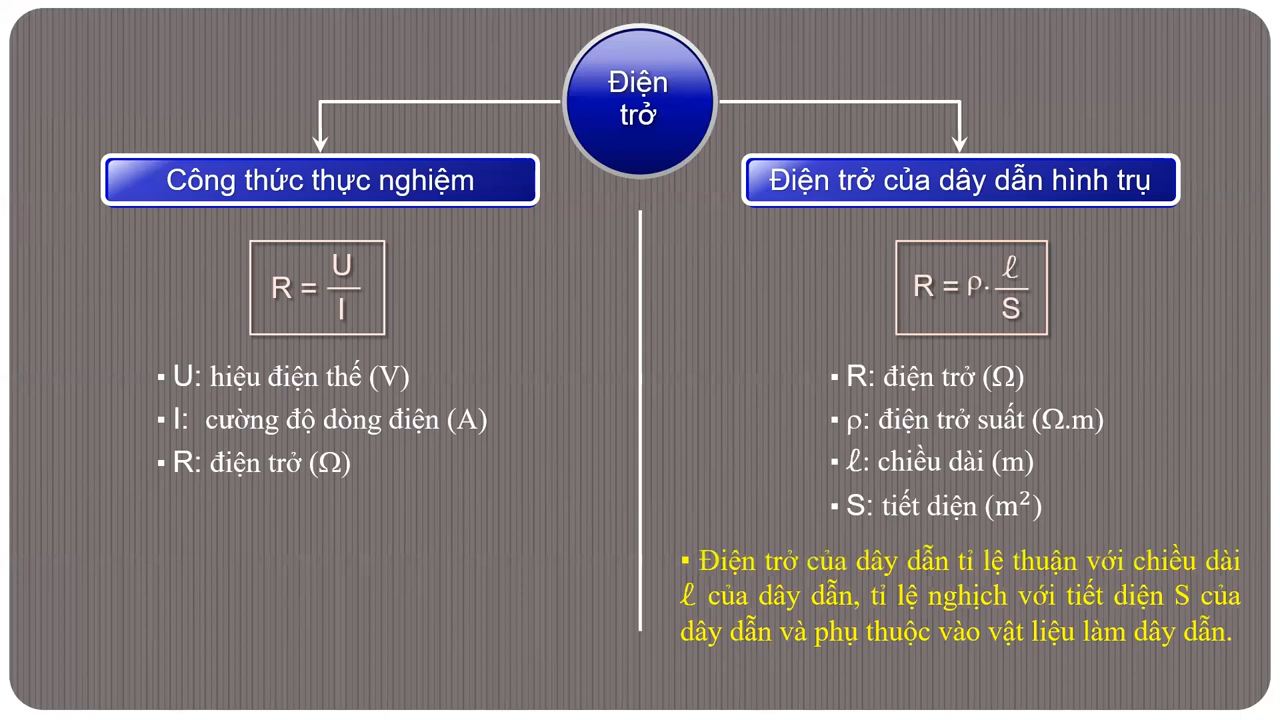 Điện
trở
Công thức thực nghiệm
R = U/I
▪ U: hiệu điện thế (V)
▪ I: cường độ dòng điện (A)
▪ R: điện trở (Ω)
Điện trở của dây dẫn hình trụ
R = ρ. ℓ/S
▪ R: điện trở (Ω)
▪ ρ: điện trở suất (Ω.m)
▪ ℓ: chiều dài (m)
▪ S: tiết diện (m²)
▪ Điện trở của dây dẫn tỉ lệ thuận với chiều dài
ℓ của dây dẫn, tỉ lệ nghịch với tiết diện S của
dây dẫn và phụ thuộc vào vật liệu làm dây dẫn.